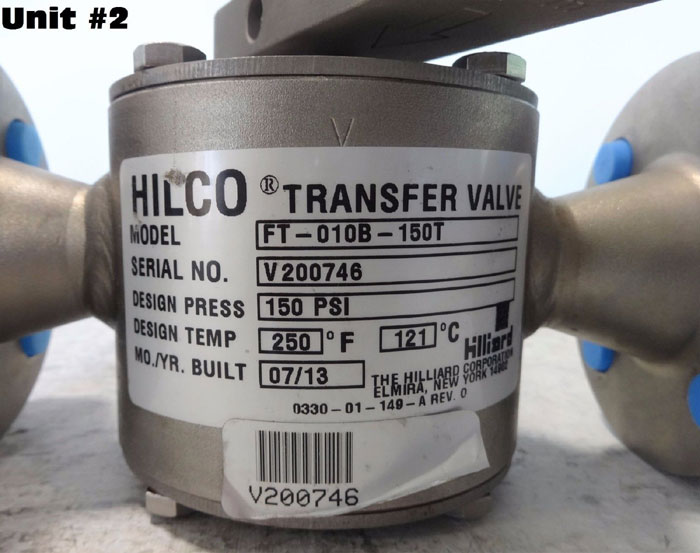 Unit #2
V
HILCO ® TRANSFER VALVE
MODEL FT-010B-150T
SERIAL NO. V200746
DESIGN PRESS 150 PSI
DESIGN TEMP 250 °F 121 °C
MO./YR. BUILT 07/13
Hilliard
THE HILLIARD CORPORATION
ELMIRA, NEW YORK 14902
0330-01-149-A REV. 0
V200746